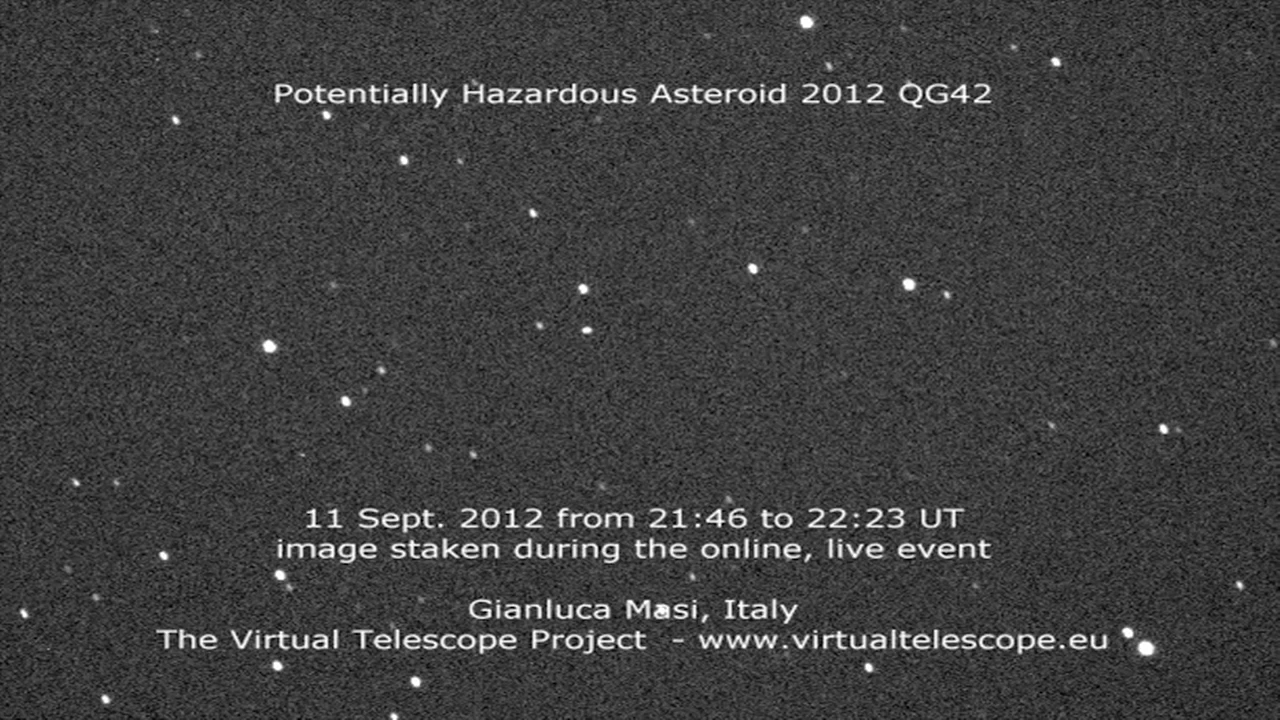 Potentially Hazardous Asteroid 2012 QG42
11 Sept. 2012 from 21:46 to 22:23 UT
image staken during the online, live event
Gianluca Masi, Italy
The Virtual Telescope Project - www.virtualtelescope.eu